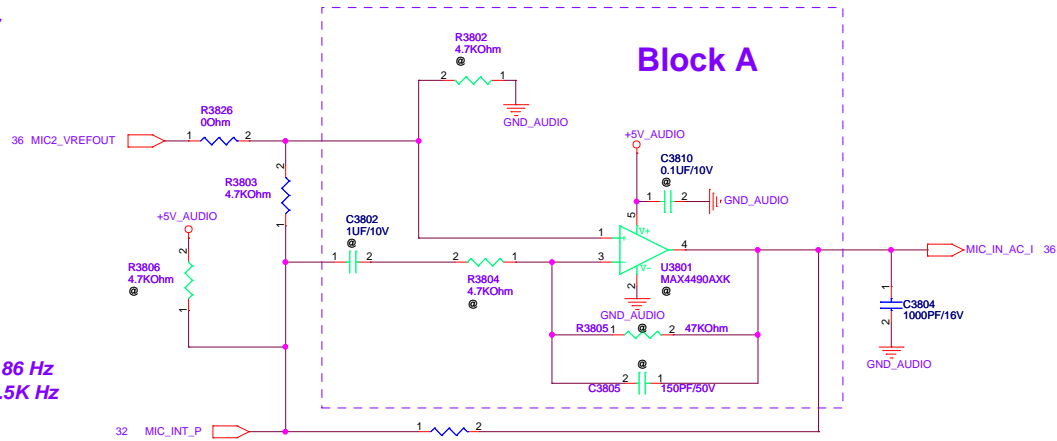 Block A
R3802
4.7KOhm
@
2 1
GND_AUDIO
R3826
0Ohm
36 MIC2_VREFOUT
1 2
+5V_AUDIO
C3810
0.1UF/10V
@
1 2
GND_AUDIO
2
R3803
4.7KOhm
1
+5V_AUDIO
2
R3806
4.7KOhm
@
1
C3802
1UF/10V
@
1 2
2 1
R3804
4.7KOhm
@
1
+
3
-
5
V+
V-
2
4
U3801
MAX4490AXK
@
GND_AUDIO
MIC_IN_AC_I 36
1
C3804
1000PF/16V
2
GND_AUDIO
@
R3805 1 2 47KOhm
@
2 1
C3805 150PF/50V
86 Hz
.5K Hz
32 MIC_INT_P
1 2